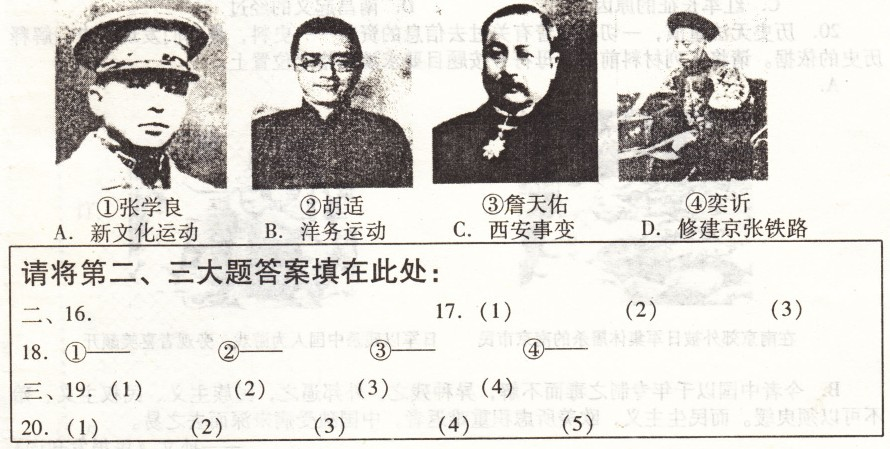 ①张学良 ②胡适 ③詹天佑 ④奕䜣
A．新文化运动 B．洋务运动 C．西安事变 D．修建京张铁路
请将第二、三大题答案填在此处：
二、16． 17．（1） （2） （3）
18．①—— ②—— ③—— ④——
三、19．（1） （2） （3） （4）
20．（1） （2） （3） （4） （5）